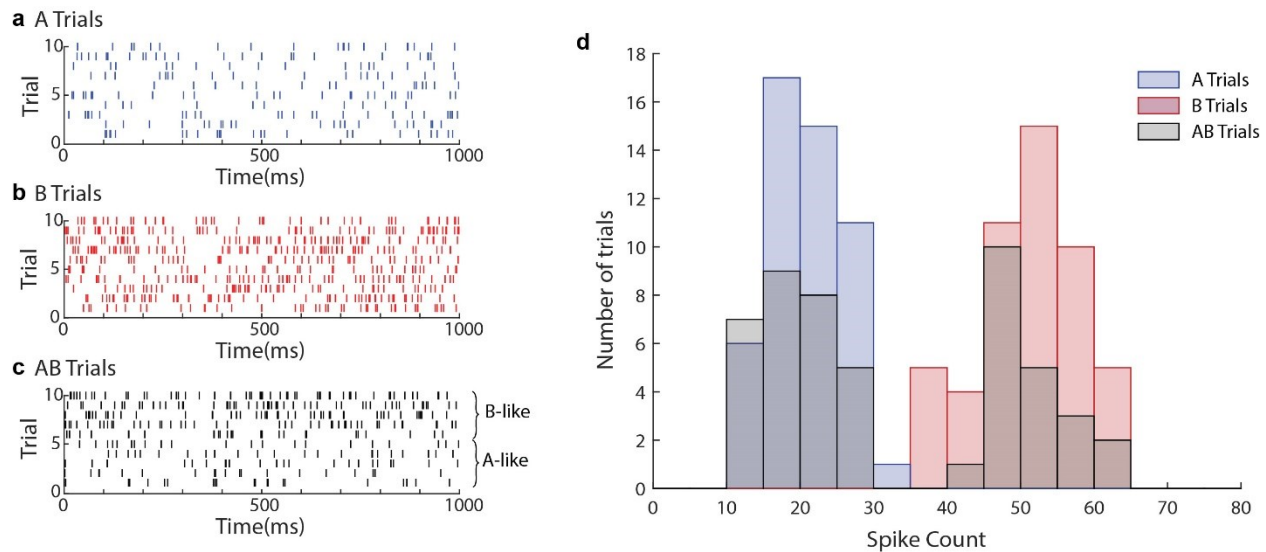 a A Trials
10
5
0
Trial
0 500 1000
Time(ms)
b B Trials
10
5
0
Trial
0 500 1000
Time(ms)
c AB Trials
10
5
0
Trial
B-like
A-like
0 500 1000
Time(ms)
d
18
16
14
12
10
8
6
4
2
0
Number of trials
A Trials
B Trials
AB Trials
0 10 20 30 40 50 60 70 80
Spike Count